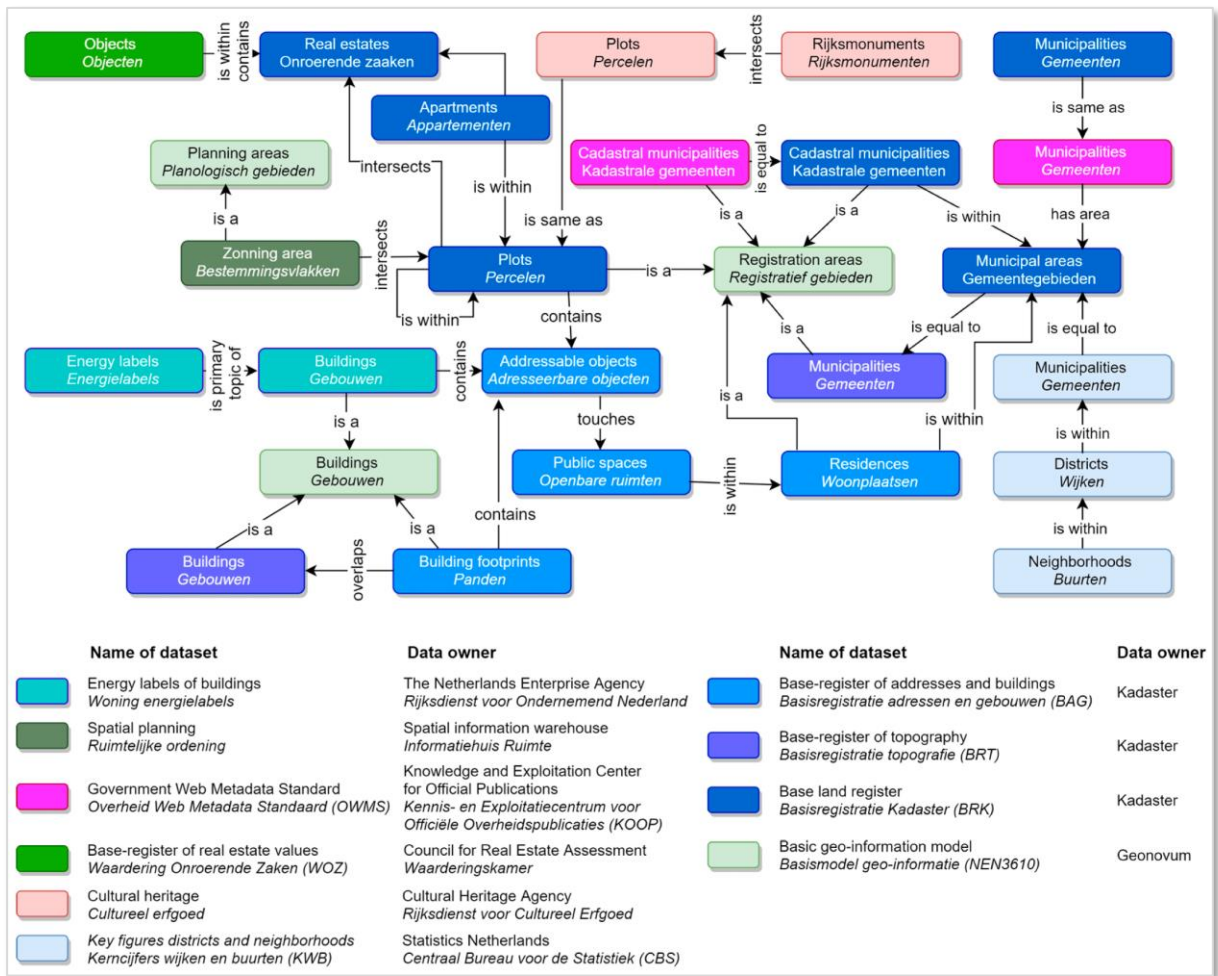 Objects
Objecten
is within
contains
Real estates
Onroerende zaaken
Plots
Percelen
intersects
Rijksmonuments
Rijksmonumenten
Municipalities
Gemeenten
Apartments
Appartementen
is same as
Planning areas
Planologisch gebieden
intersects
Cadastral municipalities
Kadastrale gemeenten
is equal to
Cadastral municipalities
Kadastrale gemeenten
Municipalities
Gemeenten
is within
is a
is same as
is a
is a
is within
has area
Zonning area
Bestemmingsvlakken
intersects
Plots
Percelen
is a
Registration areas
Registratief gebieden
Municipal areas
Gemeentegebieden
is within
contains
is a
is equal to
is equal to
Energy labels
Energielabels
is primary
topic of
Buildings
Gebouwen
contains
Addressable objects
Adresseerbare objecten
Municipalities
Gemeenten
Municipalities
Gemeenten
is a
is a
touches
is within
is within
Buildings
Gebouwen
Public spaces
Openbare ruimten
is within
Residences
Woonplaatsen
Districts
Wijken
is a
is a
contains
is within
Buildings
Gebouwen
overlaps
Building footprints
Panden
Neighborhoods
Buurten
Name of dataset
Data owner
Energy labels of buildings
Woning energielabels
The Netherlands Enterprise Agency
Rijksdienst voor Ondernemend Nederland
Spatial planning
Ruimtelijke ordening
Spatial information warehouse
Informatiehuis Ruimte
Government Web Metadata Standard
Overheid Web Metadata Standaard (OWMS)
Knowledge and Exploitation Center
for Official Publications
Kennis- en Exploitatiecentrum voor
Officiële Overheidspublicaties (KOOP)
Base-register of real estate values
Waardering Onroerende Zaken (WOZ)
Council for Real Estate Assessment
Waarderingskamer
Cultural heritage
Cultureel erfgoed
Cultural Heritage Agency
Rijksdienst voor Cultureel Erfgoed
Key figures districts and neighborhoods
Kerncijfers wijken en buurten (KWB)
Statistics Netherlands
Centraal Bureau voor de Statistiek (CBS)
Name of dataset
Data owner
Base-register of addresses and buildings
Basisregistratie adressen en gebouwen (BAG)
Kadaster
Base-register of topography
Basisregistratie topografie (BRT)
Kadaster
Base land register
Basisregistratie Kadaster (BRK)
Kadaster
Basic geo-information model
Basismodel geo-informatie (NEN3610)
Geonovum